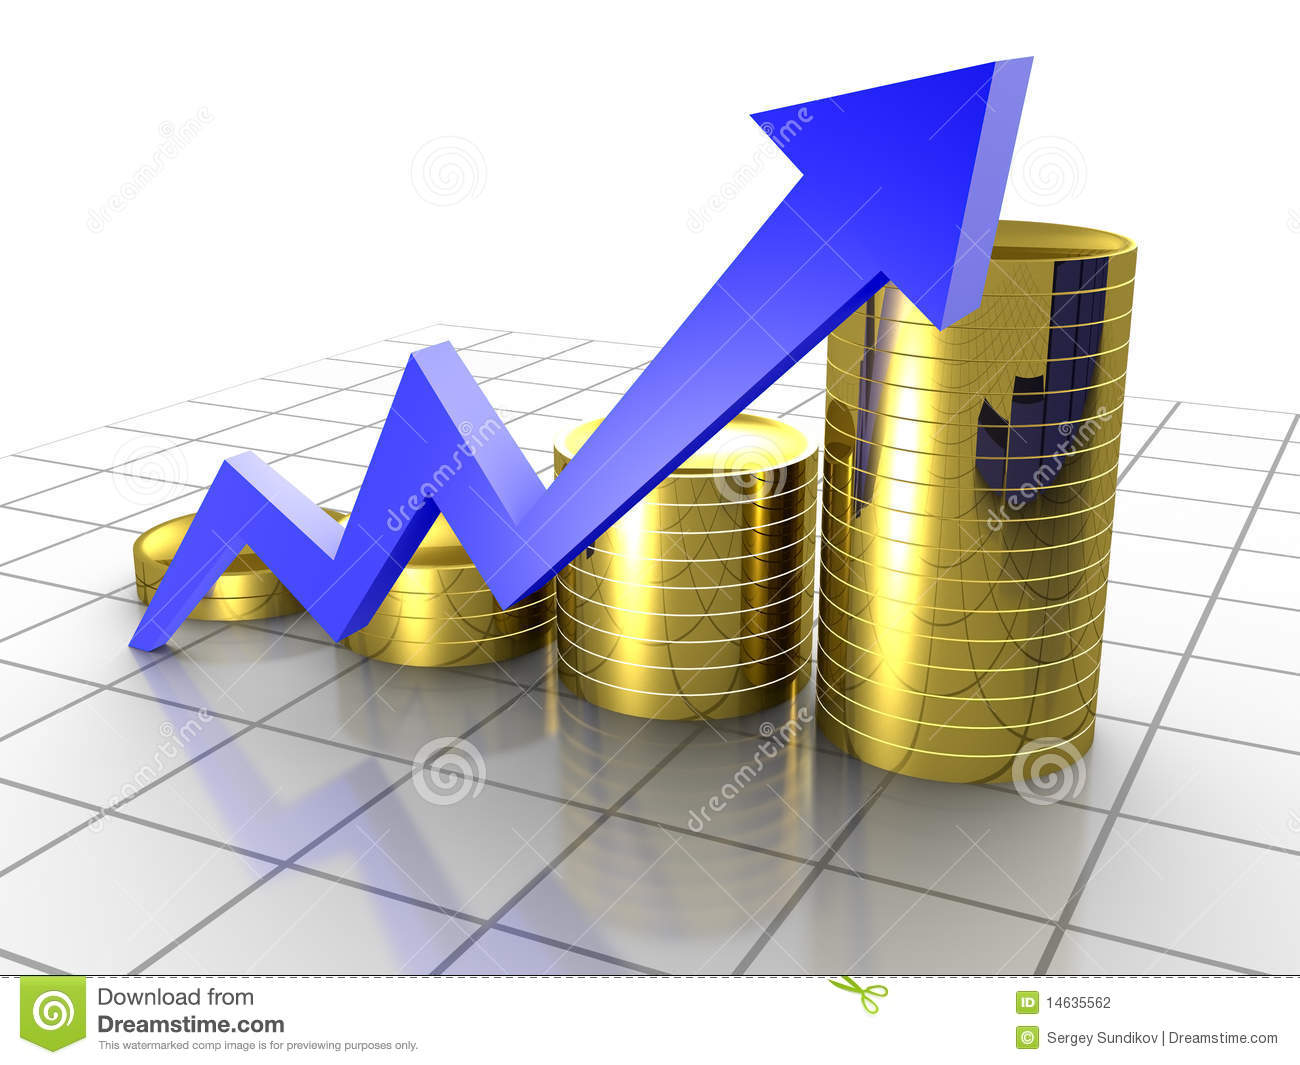 Download from
Dreamstime.com
This watermarked comp image is for previewing purposes only.
ID 14635562
© Sergey Sundikov | Dreamstime.com
dreamstime
dreamstime
dreamstime
dreamstime
dreamstime
dreamstime